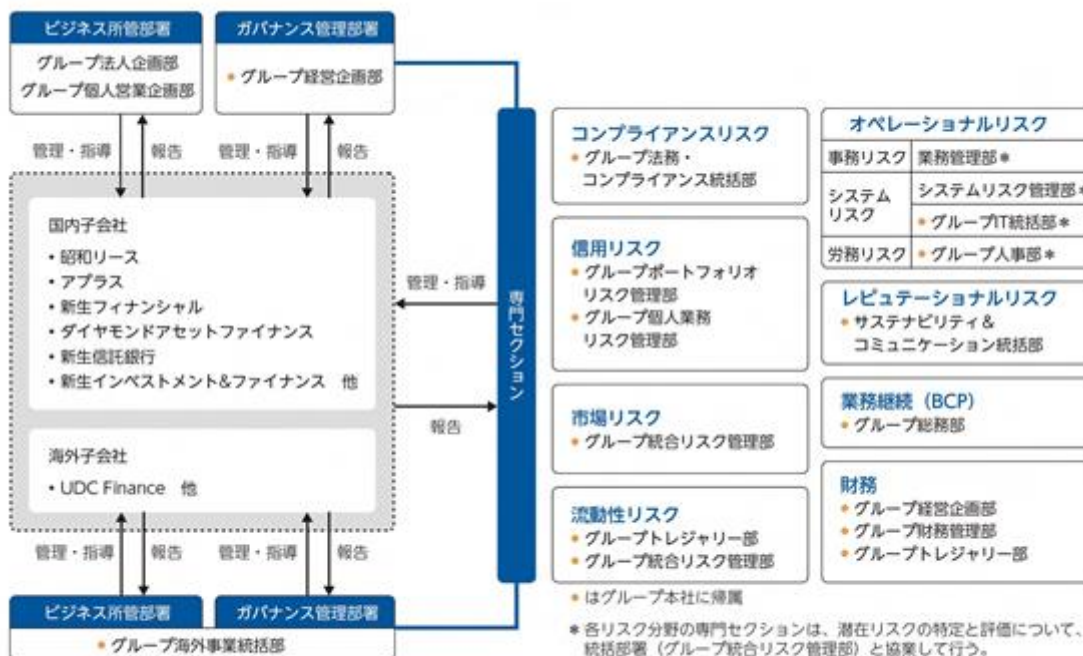 ビジネス所管部署
グループ法人企画部
グループ個人営業企画部
ガバナンス管理部署
• グループ経営企画部
管理・指導
報告
管理・指導
報告
国内子会社
• 昭和リース
• アプラス
• 新生フィナンシャル
• ダイヤモンドアセットファイナンス
• 新生信託銀行
• 新生インベストメント&ファイナンス 他
海外子会社
• UDC Finance 他
管理・指導
報告
管理・指導
報告
管理・指導
報告
ビジネス所管部署
ガバナンス管理部署
• グループ海外事業統括部
専門セクション
コンプライアンスリスク
• グループ法務・
コンプライアンス統括部
信用リスク
• グループポートフォリオ
リスク管理部
• グループ個人業務
リスク管理部
市場リスク
• グループ統合リスク管理部
流動性リスク
• グループトレジャリー部
• グループ統合リスク管理部
オペレーショナルリスク
事務リスク 業務管理部*
システム
リスク
システムリスク管理部*
• グループIT統括部*
労務リスク • グループ人事部*
レピュテーショナルリスク
• サステナビリティ&
コミュニケーション統括部
業務継続（BCP）
• グループ総務部
財務
• グループ経営企画部
• グループ財務管理部
• グループトレジャリー部
• はグループ本社に帰属
* 各リスク分野の専門セクションは、潜在リスクの特定と評価について、
統括部署（グループ統合リスク管理部）と協業して行う。